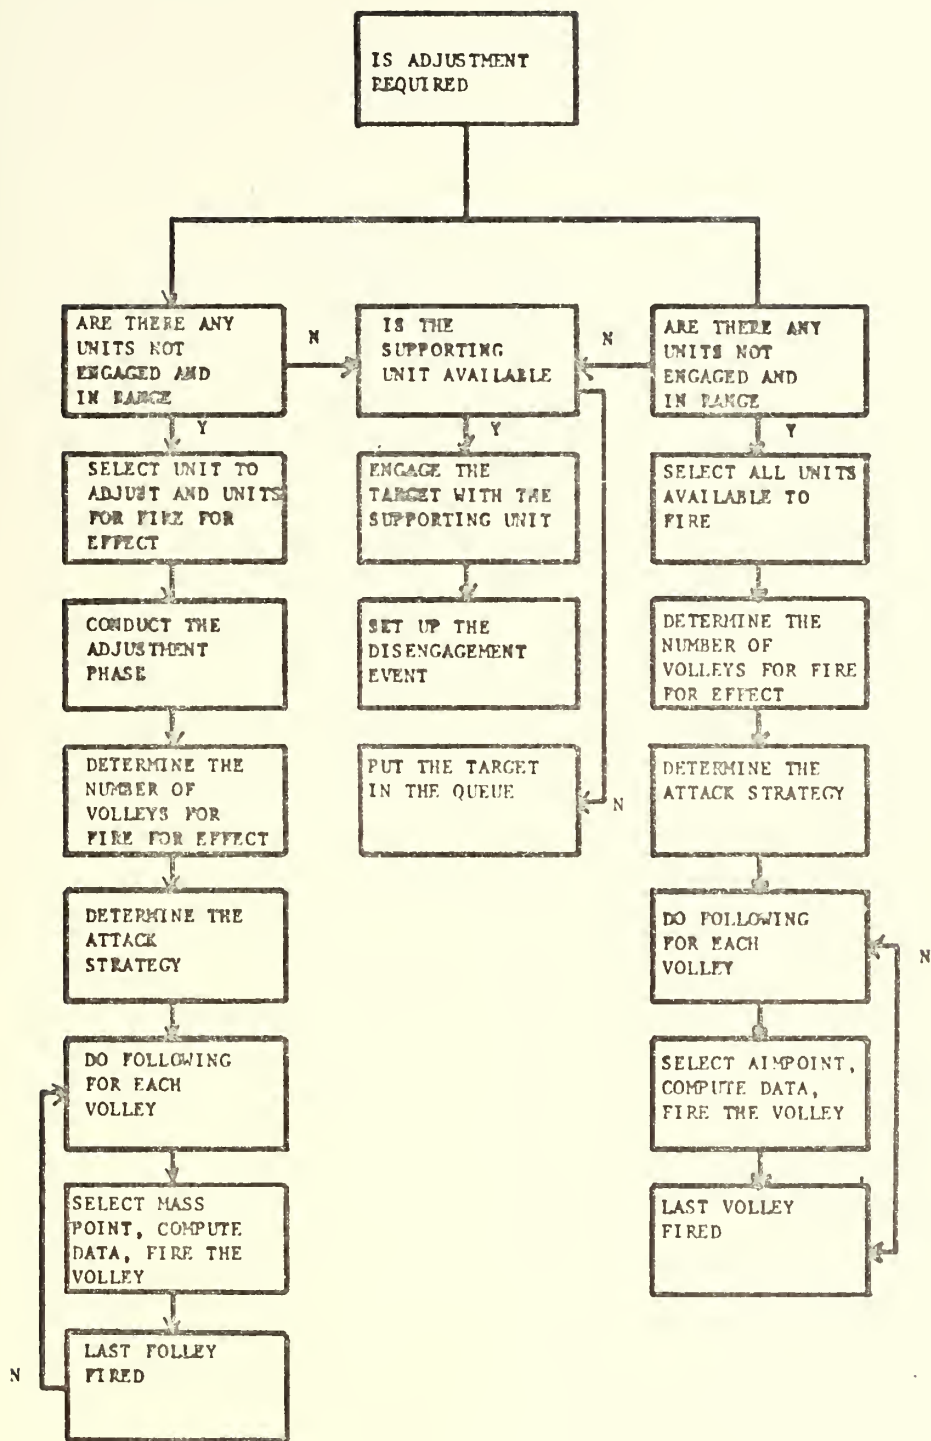 IS ADJUSTMENT
REQUIRED
ARE THERE ANY
UNITS NOT
ENGAGED AND
IN RANGE
N
Y
SELECT UNIT TO
ADJUST AND UNITS
FOR FIRE FOR
EFFECT
CONDUCT THE
ADJUSTMENT
PHASE
DETERMINE THE
NUMBER OF
VOLLEYS FOR
FIRE FOR EFFECT
DETERMINE THE
ATTACK
STRATEGY
DO FOLLOWING
FOR EACH
VOLLEY
SELECT MASS
POINT, COMPUTE
DATA, FIRE THE
VOLLEY
LAST FOLLEY
FIRED
N
IS THE
SUPPORTING
UNIT AVAILABLE
Y
ENGAGE THE
TARGET WITH THE
SUPPORTING UNIT
SET UP THE
DISENGAGEMENT
EVENT
PUT THE TARGET
IN THE QUEUE
N
N
ARE THERE ANY
UNITS NOT
ENGAGED AND
IN RANGE
Y
SELECT ALL UNITS
AVAILABLE TO
FIRE
DETERMINE THE
NUMBER OF
VOLLEYS FOR FIRE
FOR EFFECT
DETERMINE THE
ATTACK STRATEGY
DO FOLLOWING
FOR EACH
VOLLEY
N
SELECT AIMPOINT,
COMPUTE DATA,
FIRE THE VOLLEY
LAST VOLLEY
FIRED